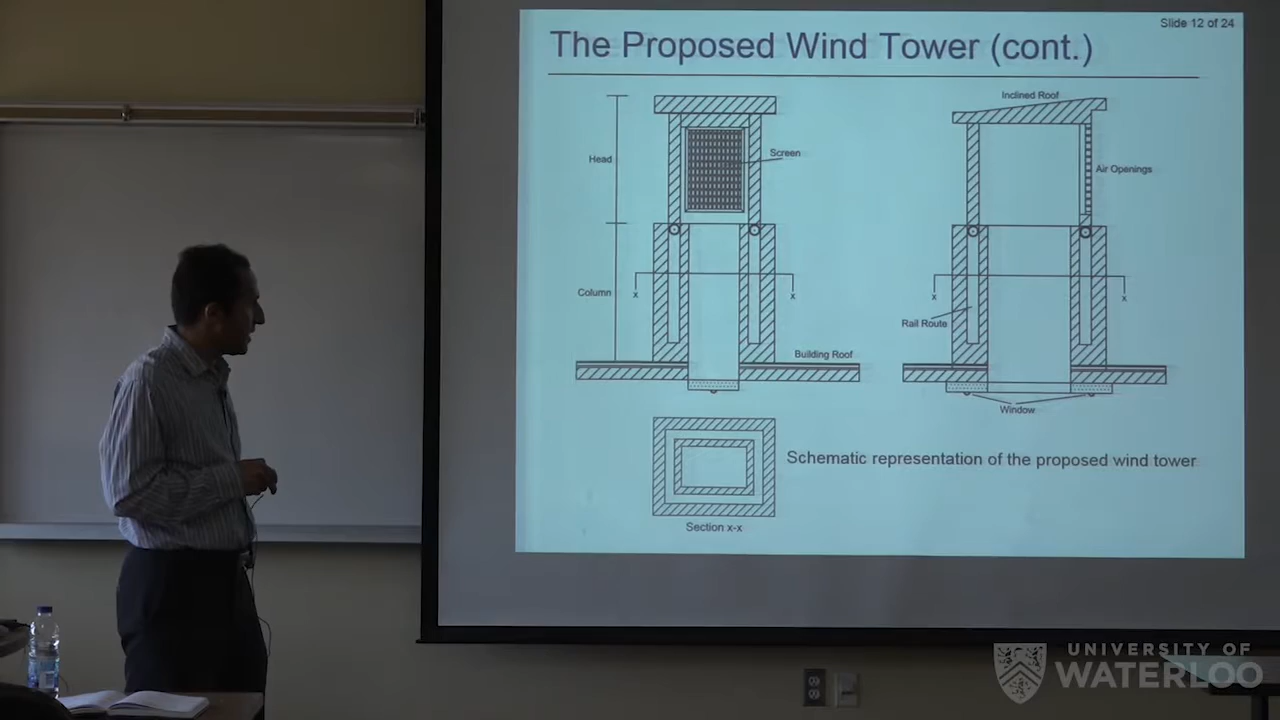 Slide 12 of 24
The Proposed Wind Tower (cont.)
Inclined Roof
Head
Screen
Air Openings
Column
x
x
x
x
Rail Route
Building Roof
Window
Schematic representation of the proposed wind tower
Section x-x
UNIVERSITY OF
WATERLOO